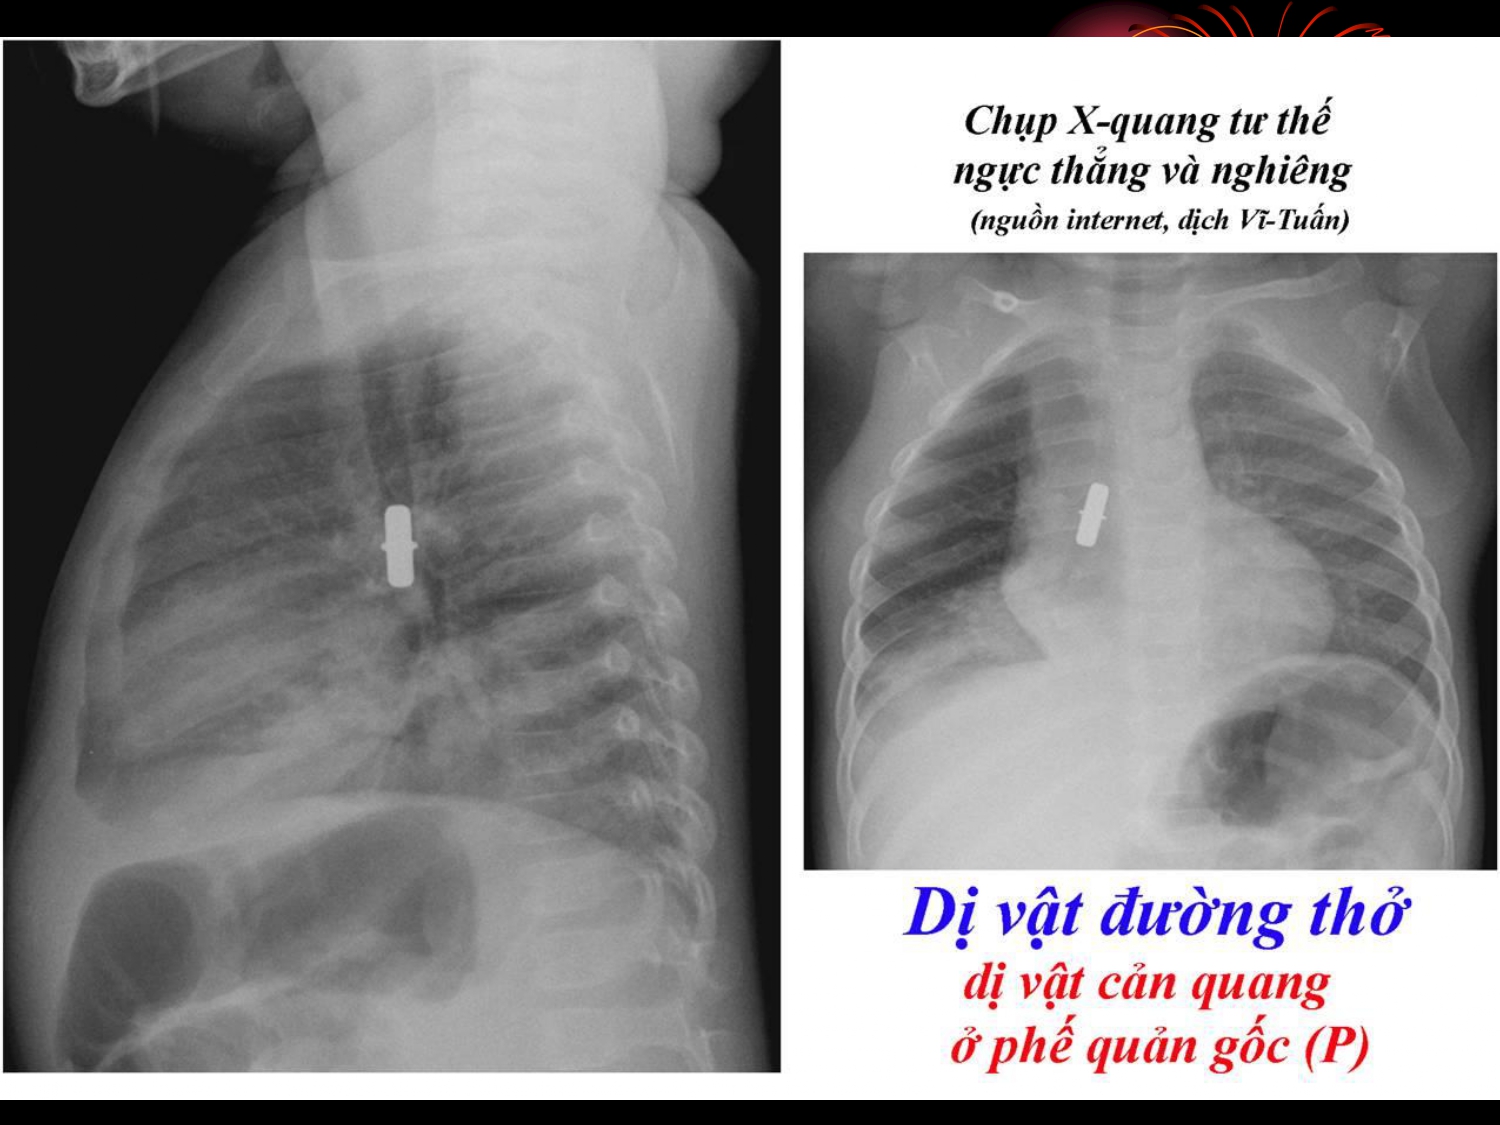 Chụp X-quang tư thế
ngực thẳng và nghiêng
(nguồn internet, dịch Vĩ-Tuấn)
Dị vật đường thở
dị vật cản quang
ở phế quản gốc (P)